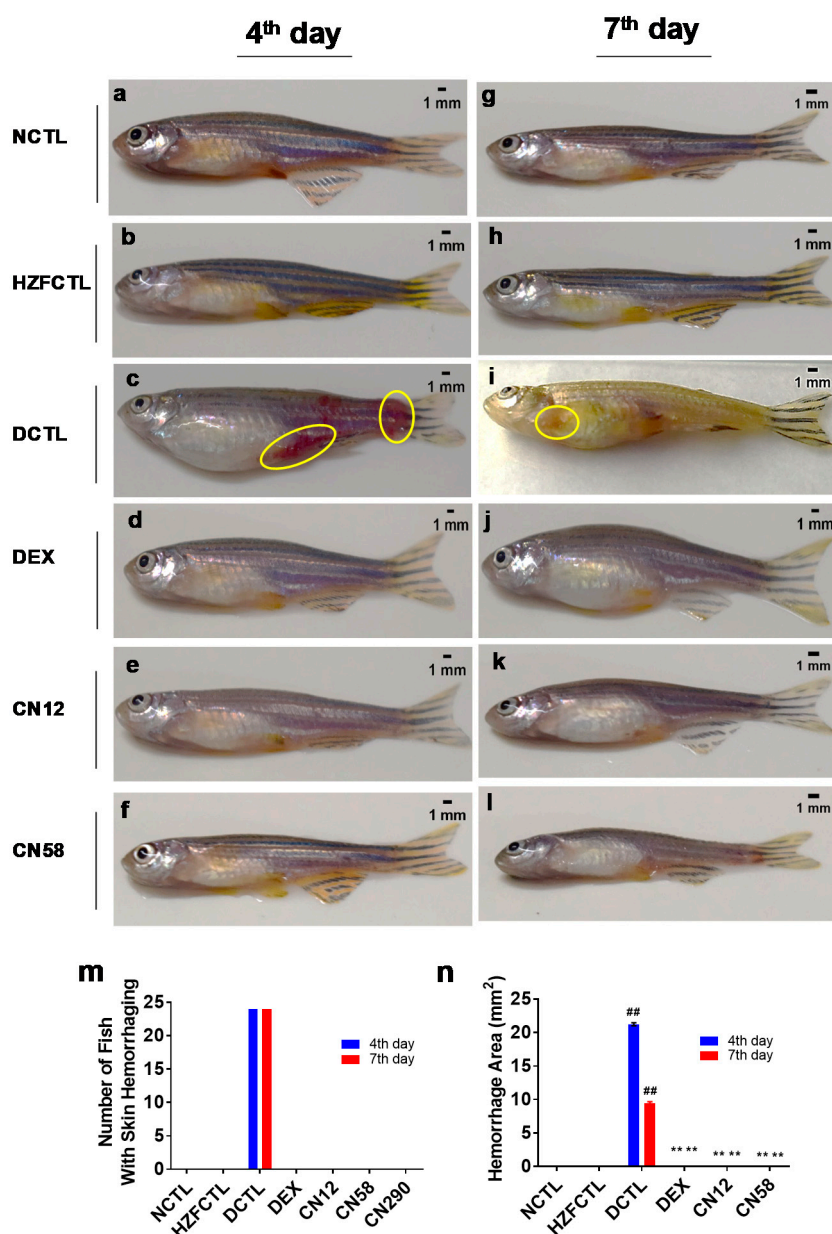 4th day
7th day
NCTL
a
1 mm
g
1 mm
HZFCTL
b
1 mm
h
1 mm
DCTL
c
1 mm
i
1 mm
DEX
d
1 mm
j
1 mm
CN12
e
1 mm
k
1 mm
CN58
f
1 mm
l
1 mm
m
Number of Fish
With Skin Hemorrhaging
25
20
15
10
5
0
4th day
7th day
NCTL
HZFCTL
DCTL
DEX
CN12
CN58
CN290
n
Hemorrhage Area (mm²)
25
20
15
10
5
0
##
##
4th day
7th day
** **
** **
** **
NCTL
HZFCTL
DCTL
DEX
CN12
CN58